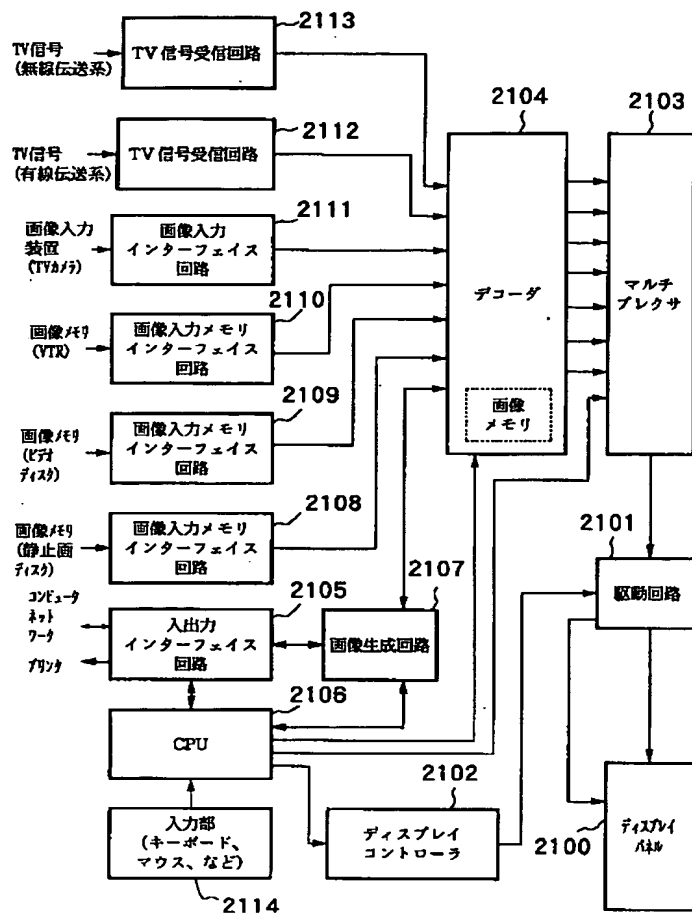 2113
TV信号
(無線伝送系)
TV信号受信回路
2112
TV信号
(有線伝送系)
TV信号受信回路
2104
2103
2111
画像入力
装置
(TVカメラ)
画像入力
インターフェイス
回路
デコーダ
マルチ
プレクサ
2110
画像メモリ
(VTR)
画像入力メモリ
インターフェイス
回路
画像
メモリ
2109
画像メモリ
(ビデオ
ディスク)
画像入力メモリ
インターフェイス
回路
2108
画像メモリ
(静止画
ディスク)
画像入力メモリ
インターフェイス
回路
2101
駆動回路
2107
画像生成回路
2105
コンピュータ
ネット
ワーク
プリンタ
入出力
インターフェイス
回路
2106
CPU
2102
ディスプレイ
コントローラ
2100
ディスプレイ
パネル
入力部
(キーボード、
マウス、など)
2114